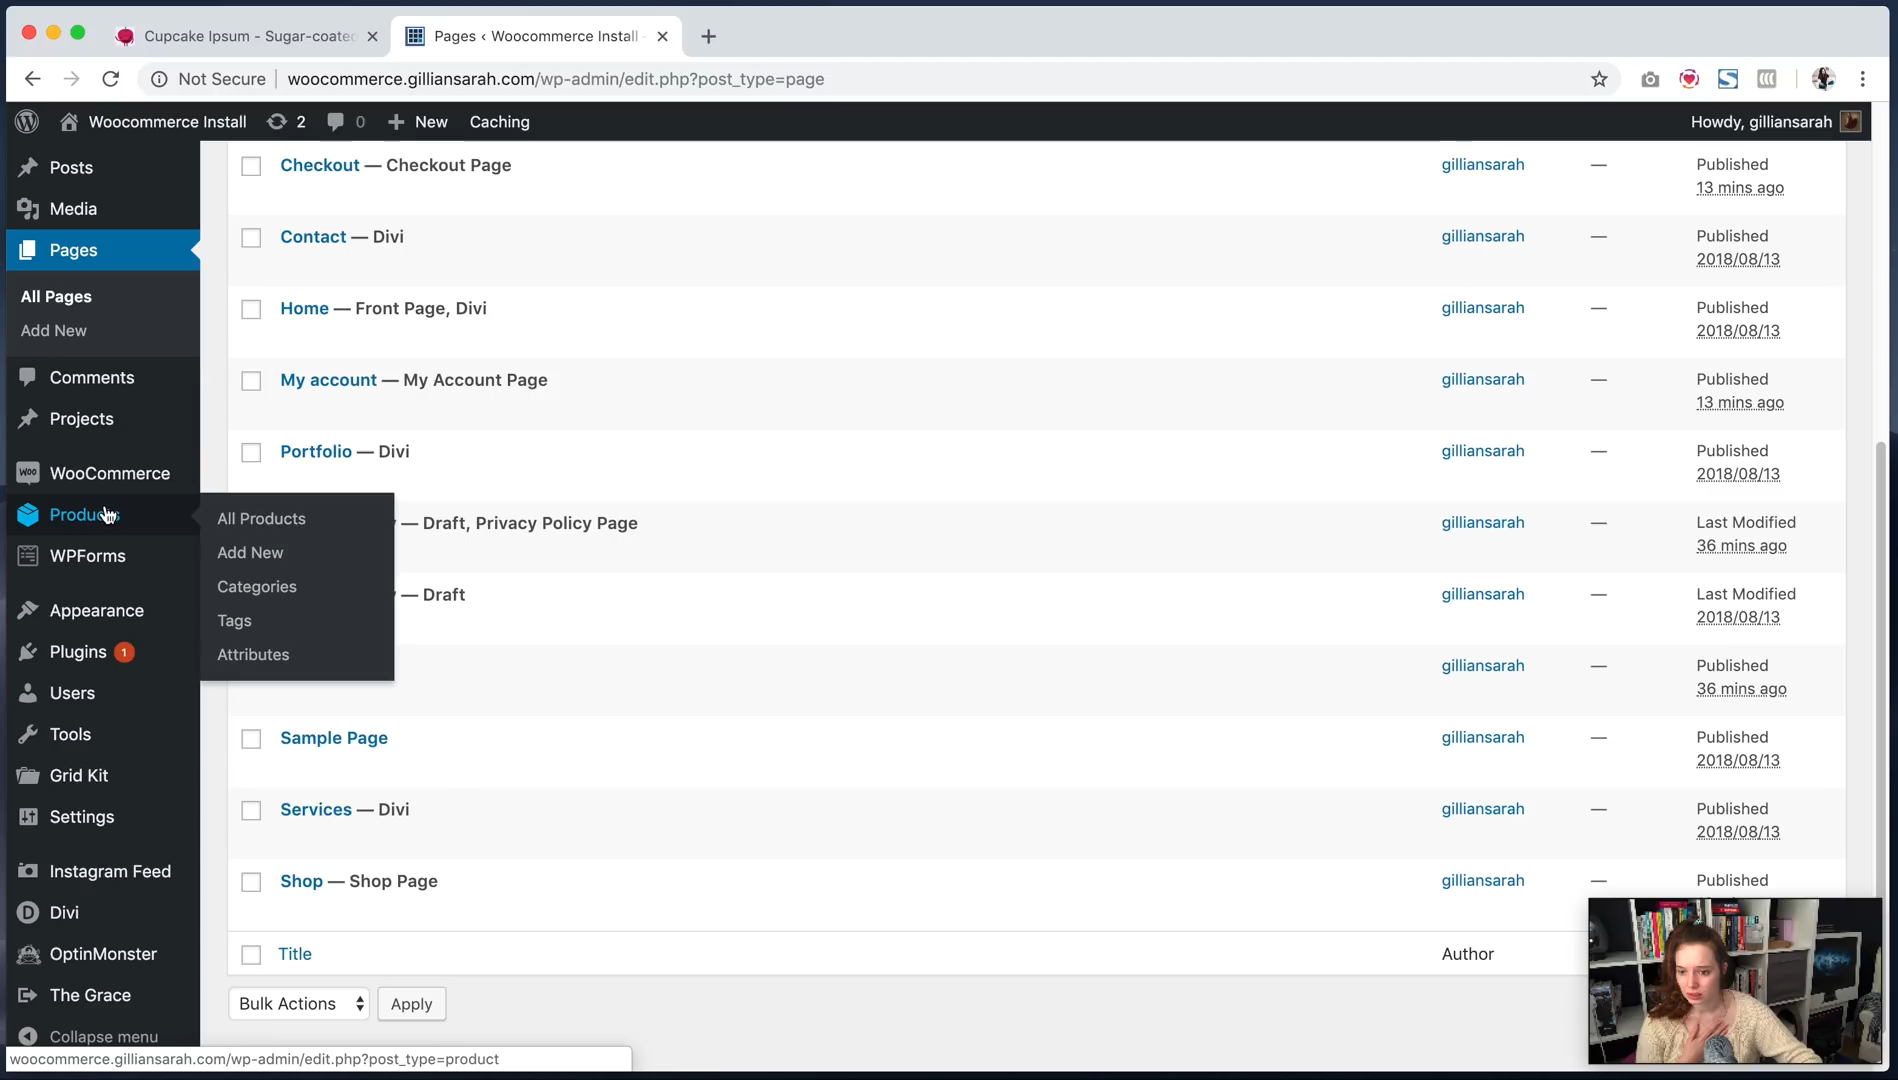 Cupcake Ipsum - Sugar-coated
Pages ‹ Woocommerce Install -
Not Secure
woocommerce.gilliansarah.com/wp-admin/edit.php?post_type=page
Woocommerce Install
2
0
New
Caching
Howdy, gilliansarah
Posts
Media
Pages
All Pages
Add New
Comments
Projects
WooCommerce
Products
WPForms
Appearance
Plugins 1
Users
Tools
Grid Kit
Settings
Instagram Feed
Divi
OptinMonster
The Grace
Collapse menu
All Products
Add New
Categories
Tags
Attributes
Checkout — Checkout Page
gilliansarah
—
Published
13 mins ago
Contact — Divi
gilliansarah
—
Published
2018/08/13
Home — Front Page, Divi
gilliansarah
—
Published
2018/08/13
My account — My Account Page
gilliansarah
—
Published
13 mins ago
Portfolio — Divi
gilliansarah
—
Published
2018/08/13
— Draft, Privacy Policy Page
gilliansarah
—
Last Modified
36 mins ago
— Draft
gilliansarah
—
Last Modified
2018/08/13
gilliansarah
—
Published
36 mins ago
Sample Page
gilliansarah
—
Published
2018/08/13
Services — Divi
gilliansarah
—
Published
2018/08/13
Shop — Shop Page
gilliansarah
—
Published
Title
Author
Bulk Actions
Apply
woocommerce.gilliansarah.com/wp-admin/edit.php?post_type=product